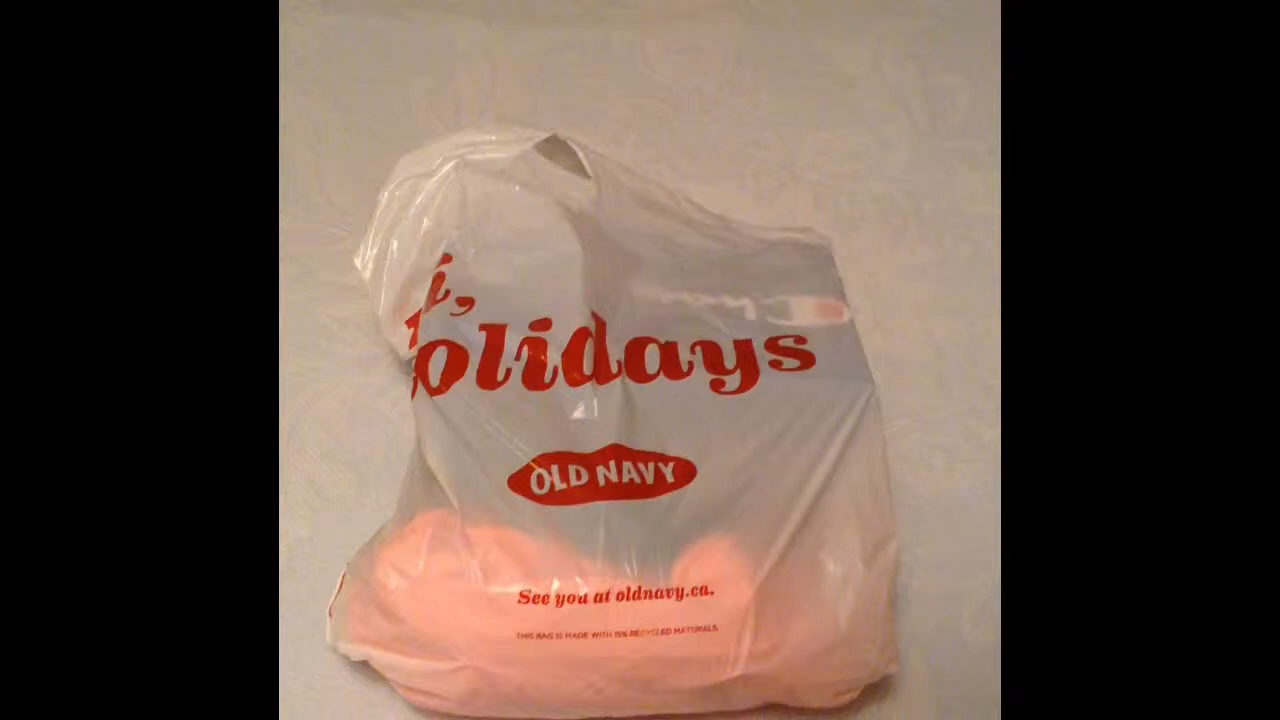 i,
olidays
OLD NAVY
See you at oldnavy.ca.
THIS BAG IS MADE WITH 15% RECYCLED MATERIALS